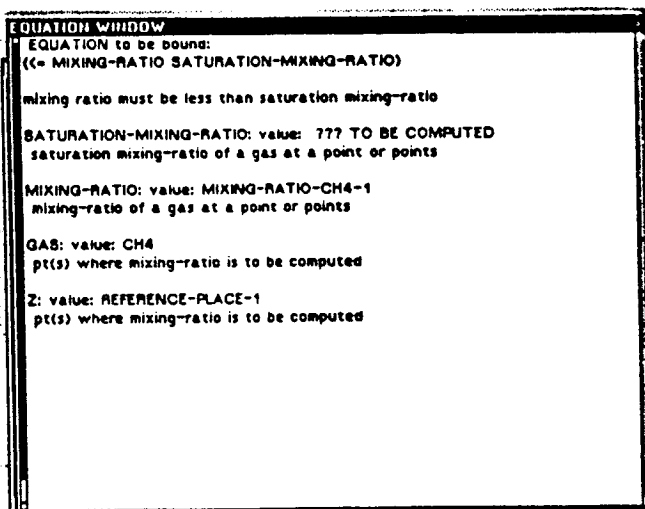 EQUATION WINDOW
EQUATION to be bound:
((<= MIXING-RATIO SATURATION-MIXING-RATIO)
mixing ratio must be less than saturation mixing-ratio
SATURATION-MIXING-RATIO: value: ??? TO BE COMPUTED
saturation mixing-ratio of a gas at a point or points
MIXING-RATIO: value: MIXING-RATIO-CH4-1
mixing-ratio of a gas at a point or points
GAS: value: CH4
pt(s) where mixing-ratio is to be computed
Z: value: REFERENCE-PLACE-1
pt(s) where mixing-ratio is to be computed